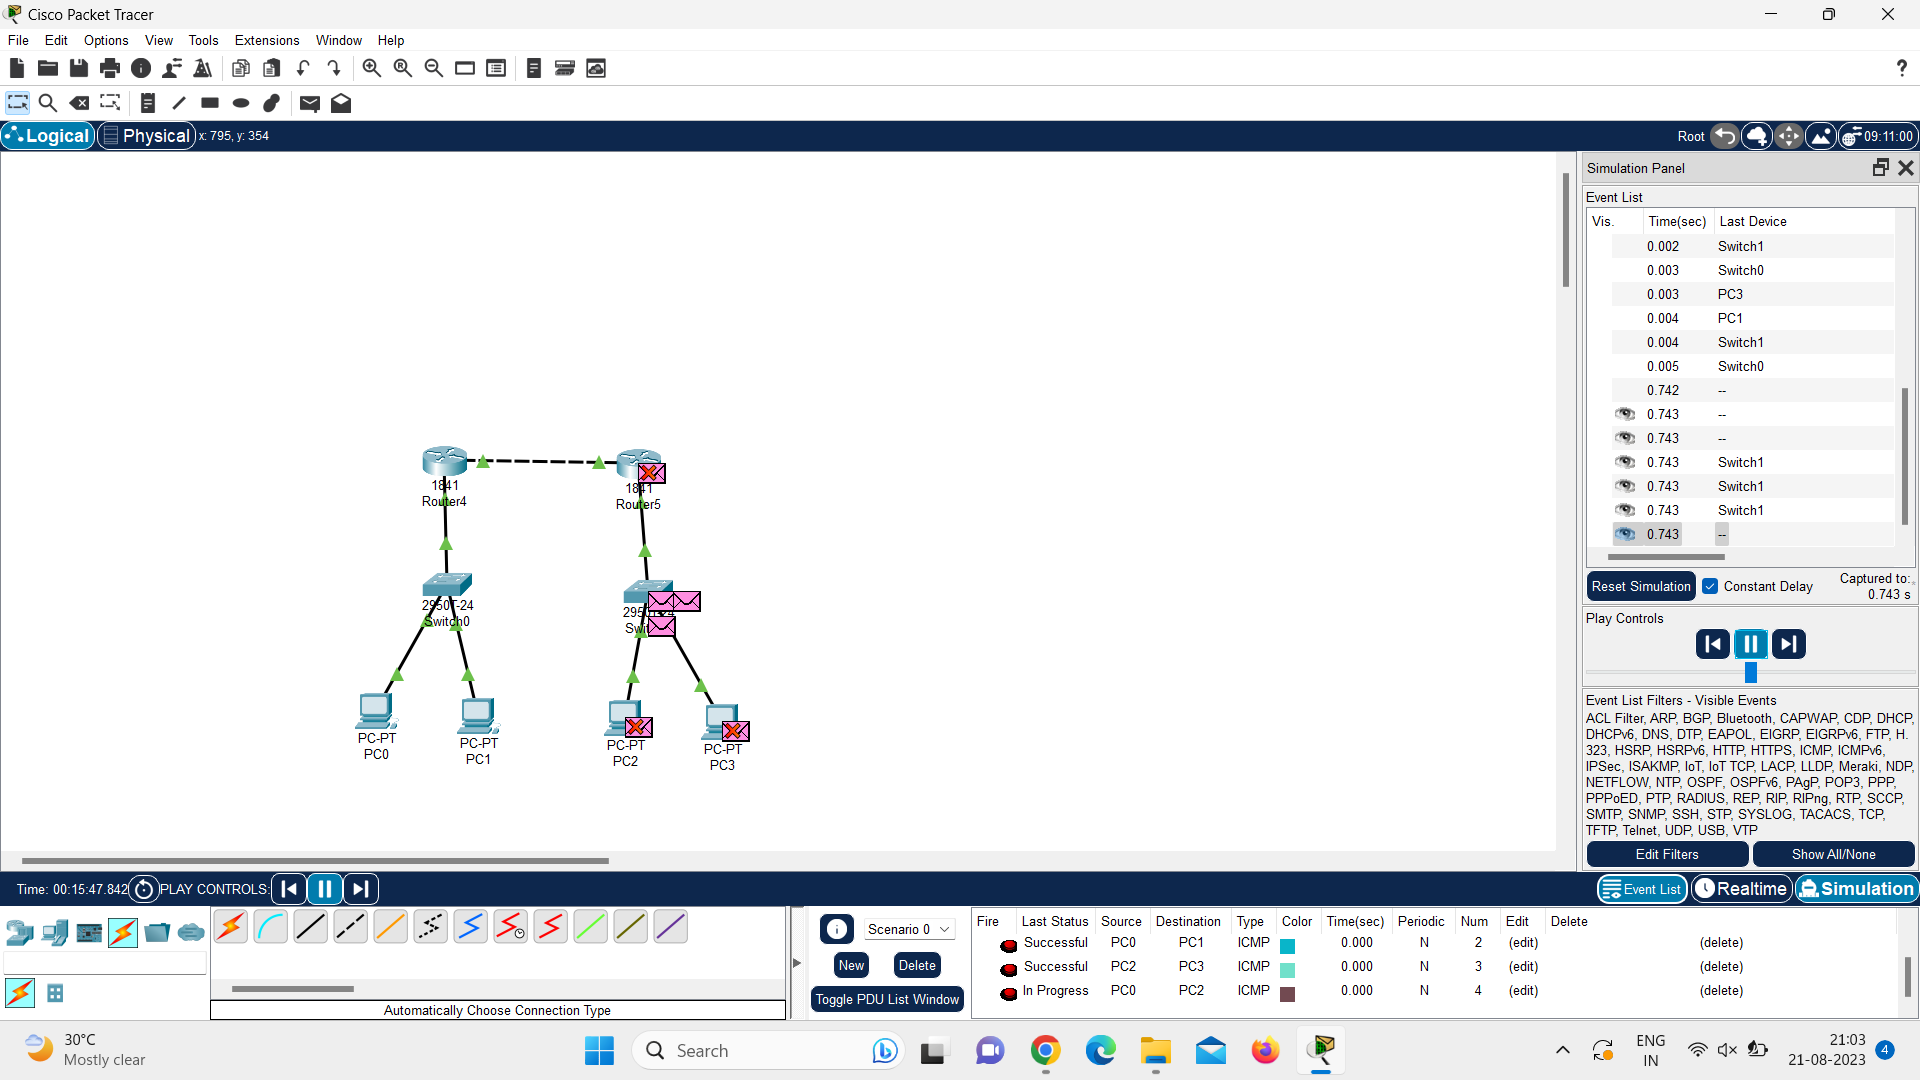 Cisco Packet Tracer
File Edit Options View Tools Extensions Window Help
?
Logical Physical x: 795, y: 354
Root 09:11:00
1841
Router4
1841
Router5
2950T-24
Switch0
PC-PT
PC0
PC-PT
PC1
PC-PT
PC2
PC-PT
PC3
Simulation Panel
Event List
Vis. Time(sec) Last Device
0.002 Switch1
0.003 Switch0
0.003 PC3
0.004 PC1
0.004 Switch1
0.005 Switch0
0.742 --
0.743 --
0.743 --
0.743 Switch1
0.743 Switch1
0.743 Switch1
0.743 --
Reset Simulation Constant Delay Captured to:
0.743 s
Play Controls
Event List Filters - Visible Events
ACL Filter, ARP, BGP, Bluetooth, CAPWAP, CDP, DHCP,
DHCPv6, DNS, DTP, EAPOL, EIGRP, EIGRPv6, FTP, H.
323, HSRP, HSRPv6, HTTP, HTTPS, ICMP, ICMPv6,
IPSec, ISAKMP, IoT, IoT TCP, LACP, LLDP, Meraki, NDP,
NETFLOW, NTP, OSPF, OSPFv6, PAgP, POP3, PPP,
PPPoED, PTP, RADIUS, REP, RIP, RIPng, RTP, SCCP,
SMTP, SNMP, SSH, STP, SYSLOG, TACACS, TCP,
TFTP, Telnet, UDP, USB, VTP
Edit Filters Show All/None
Time: 00:15:47.842 PLAY CONTROLS:
Event List Realtime Simulation
Automatically Choose Connection Type
Scenario 0
New Delete
Toggle PDU List Window
Fire Last Status Source Destination Type Color Time(sec) Periodic Num Edit Delete
Successful PC0 PC1 ICMP 0.000 N 2 (edit) (delete)
Successful PC2 PC3 ICMP 0.000 N 3 (edit) (delete)
In Progress PC0 PC2 ICMP 0.000 N 4 (edit) (delete)
30°C
Mostly clear
Search
ENG
IN
21:03
21-08-2023
4